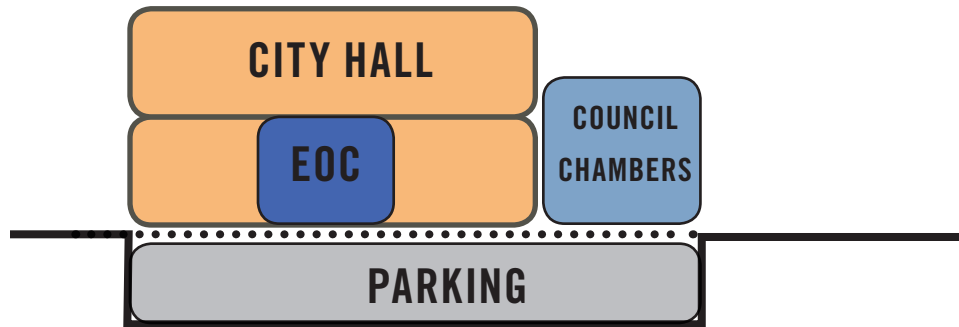 CITY HALL
COUNCIL
CHAMBERS
EOC
PARKING